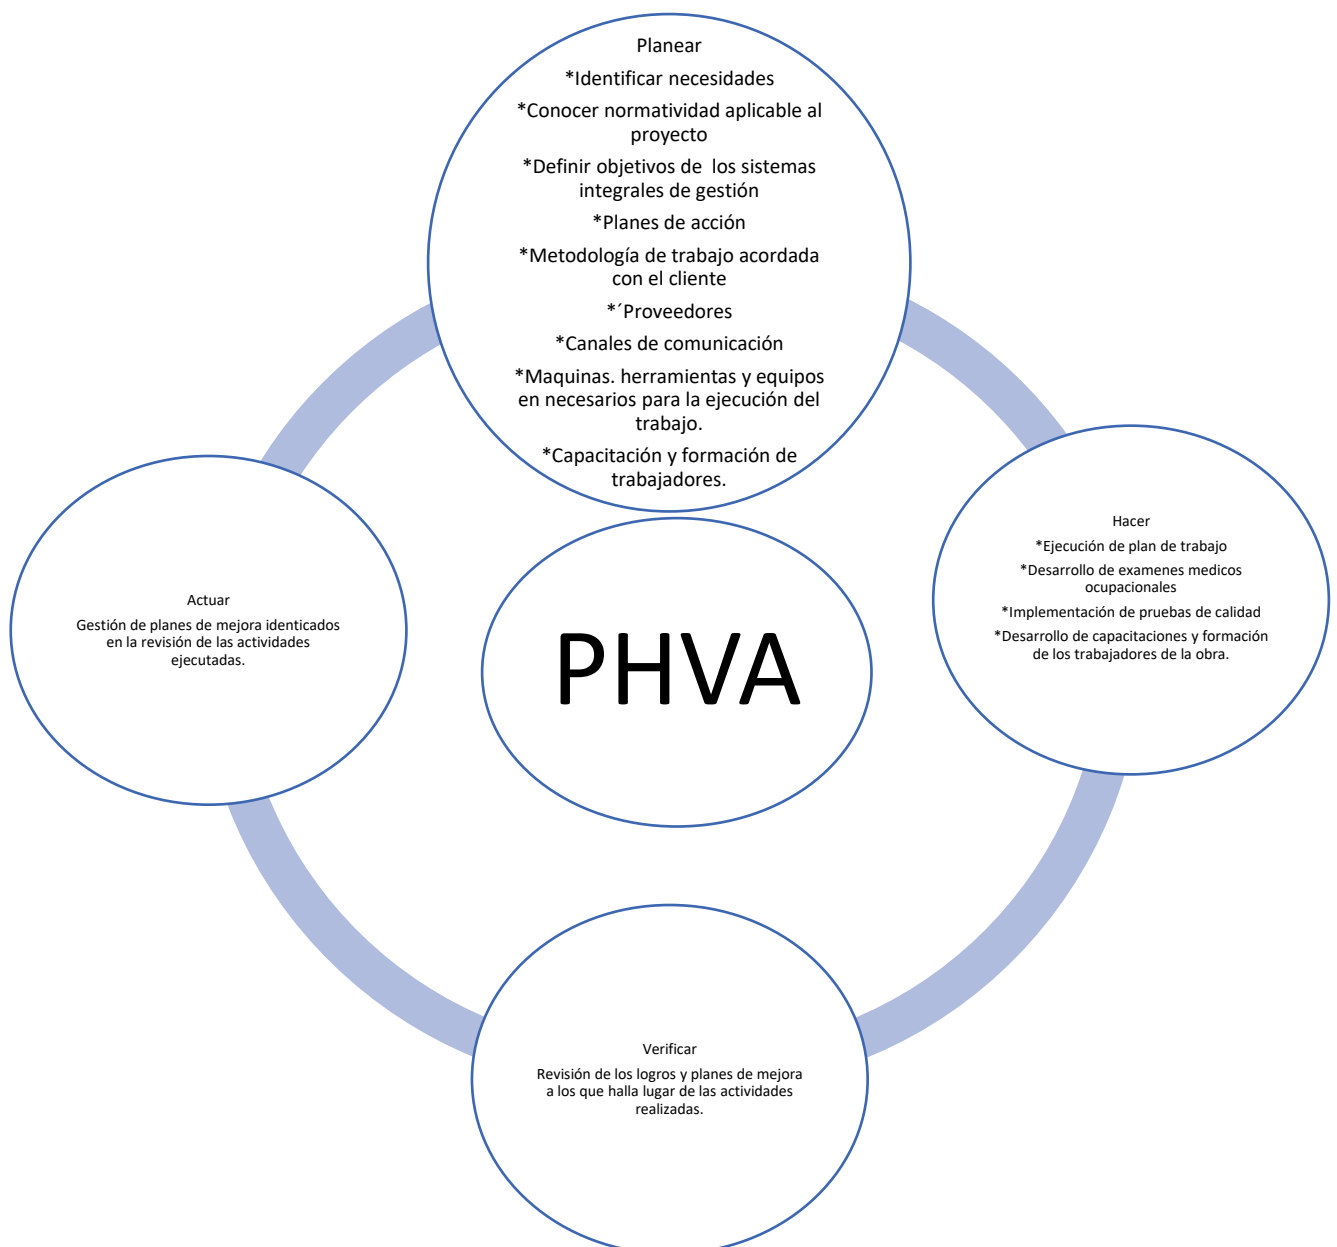 Planear
*Identificar necesidades
*Conocer normatividad aplicable al
proyecto
*Definir objetivos de  los sistemas
integrales de gestión
*Planes de acción
*Metodología de trabajo acordada
con el cliente
*´Proveedores
*Canales de comunicación
*Maquinas. herramientas y equipos
en necesarios para la ejecución del
trabajo.
*Capacitación y formación de
trabajadores.
Hacer
*Ejecución de plan de trabajo
*Desarrollo de examenes medicos
ocupacionales
*Implementación de pruebas de calidad
*Desarrollo de capacitaciones y formación
de los trabajadores de la obra.
Verificar
Revisión de los logros y planes de mejora
a los que halla lugar de las actividades
realizadas.
Actuar
Gestión de planes de mejora identicados
en la revisión de las actividades
ejecutadas.
PHVA